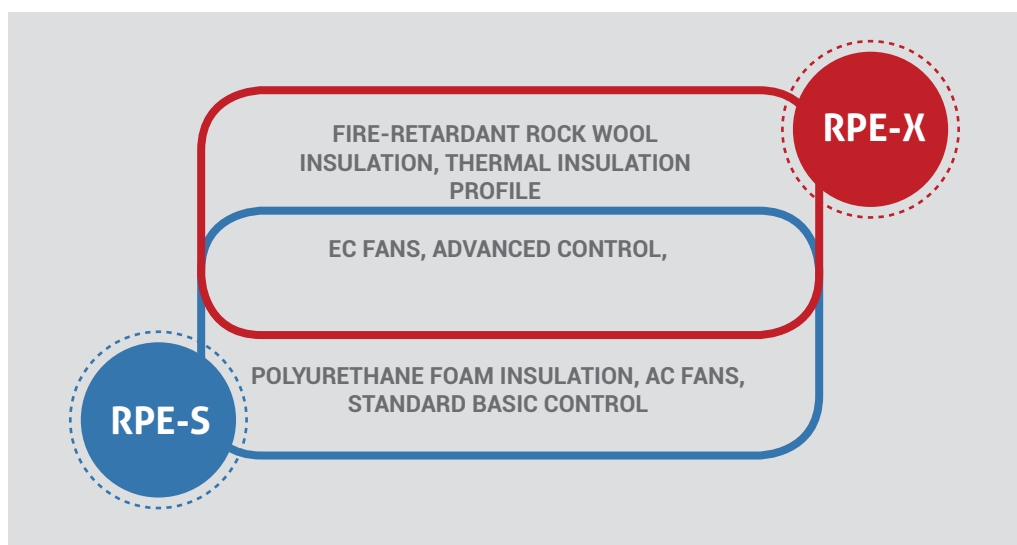 RPE-X
FIRE-RETARDANT ROCK WOOL
INSULATION, THERMAL INSULATION
PROFILE
EC FANS, ADVANCED CONTROL,
POLYURETHANE FOAM INSULATION, AC FANS,
STANDARD BASIC CONTROL
RPE-S